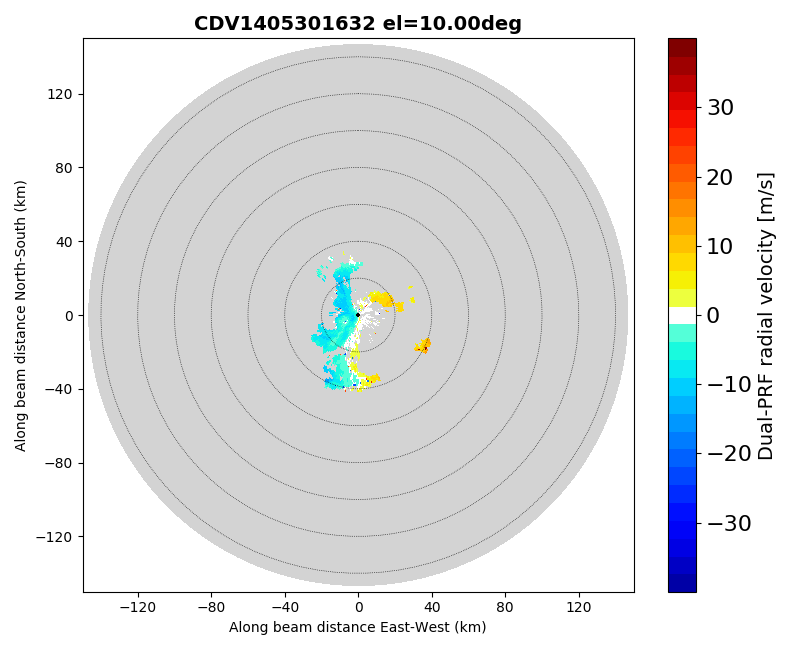 CDV1405301632 el=10.00deg
120
80
40
0
−40
−80
−120
−120 −80 −40 0 40 80 120
Along beam distance East-West (km)
Along beam distance North-South (km)
30
20
10
0
−10
−20
−30
Dual-PRF radial velocity [m/s]